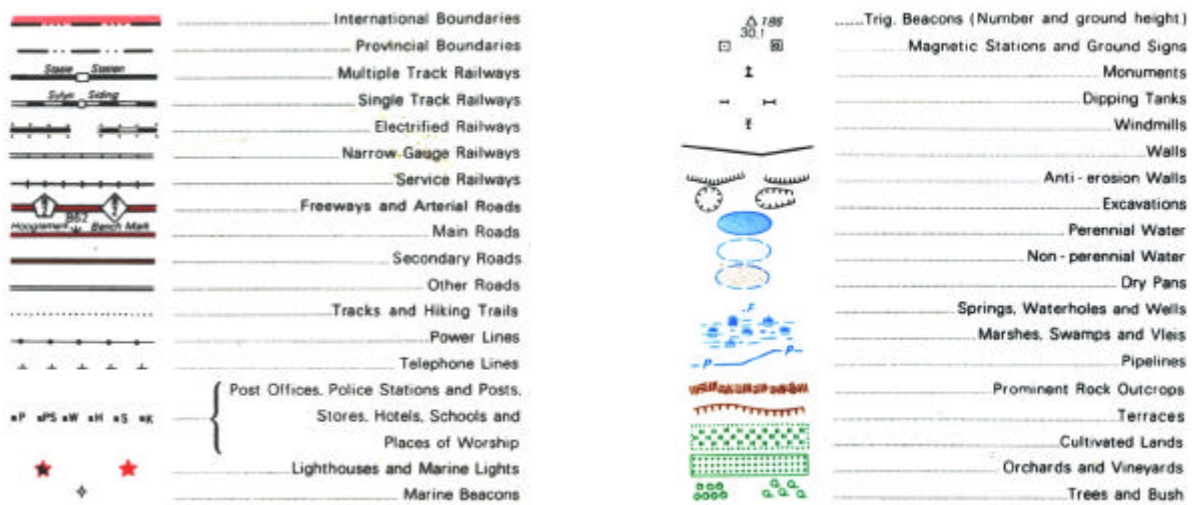 International Boundaries
Provincial Boundaries
Stasie Station
Multiple Track Railways
Sylyn Siding
Single Track Railways
Electrified Railways
Narrow Gauge Railways
Service Railways
Freeways and Arterial Roads
B62
Hoogtemerk Bench Mark
Main Roads
Secondary Roads
Other Roads
Tracks and Hiking Trails
Power Lines
Telephone Lines
Post Offices, Police Stations and Posts,
P PS W H S K
Stores, Hotels, Schools and
Places of Worship
Lighthouses and Marine Lights
Marine Beacons
186
30,1
Trig. Beacons (Number and ground height)
Magnetic Stations and Ground Signs
Monuments
Dipping Tanks
Windmills
Walls
Anti - erosion Walls
Excavations
Perennial Water
Non - perennial Water
Dry Pans
.F
Springs, Waterholes and Wells
Marshes, Swamps and Vleis
P P
Pipelines
Prominent Rock Outcrops
Terraces
Cultivated Lands
Orchards and Vineyards
Trees and Bush